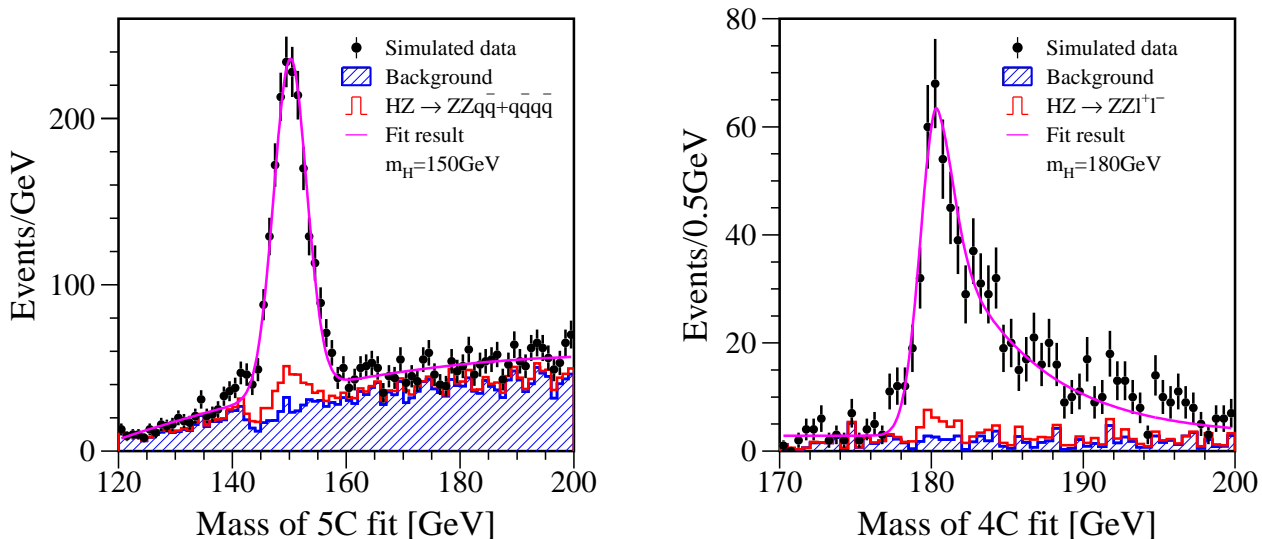 Events/GeV
200
100
0
Simulated data
Background
HZ → ZZqq̄+qq̄qq̄
Fit result
m_H=150GeV
120 140 160 180 200
Mass of 5C fit [GeV]
Events/0.5GeV
80
60
40
20
0
Simulated data
Background
HZ → ZZl⁺l⁻
Fit result
m_H=180GeV
170 180 190 200
Mass of 4C fit [GeV]